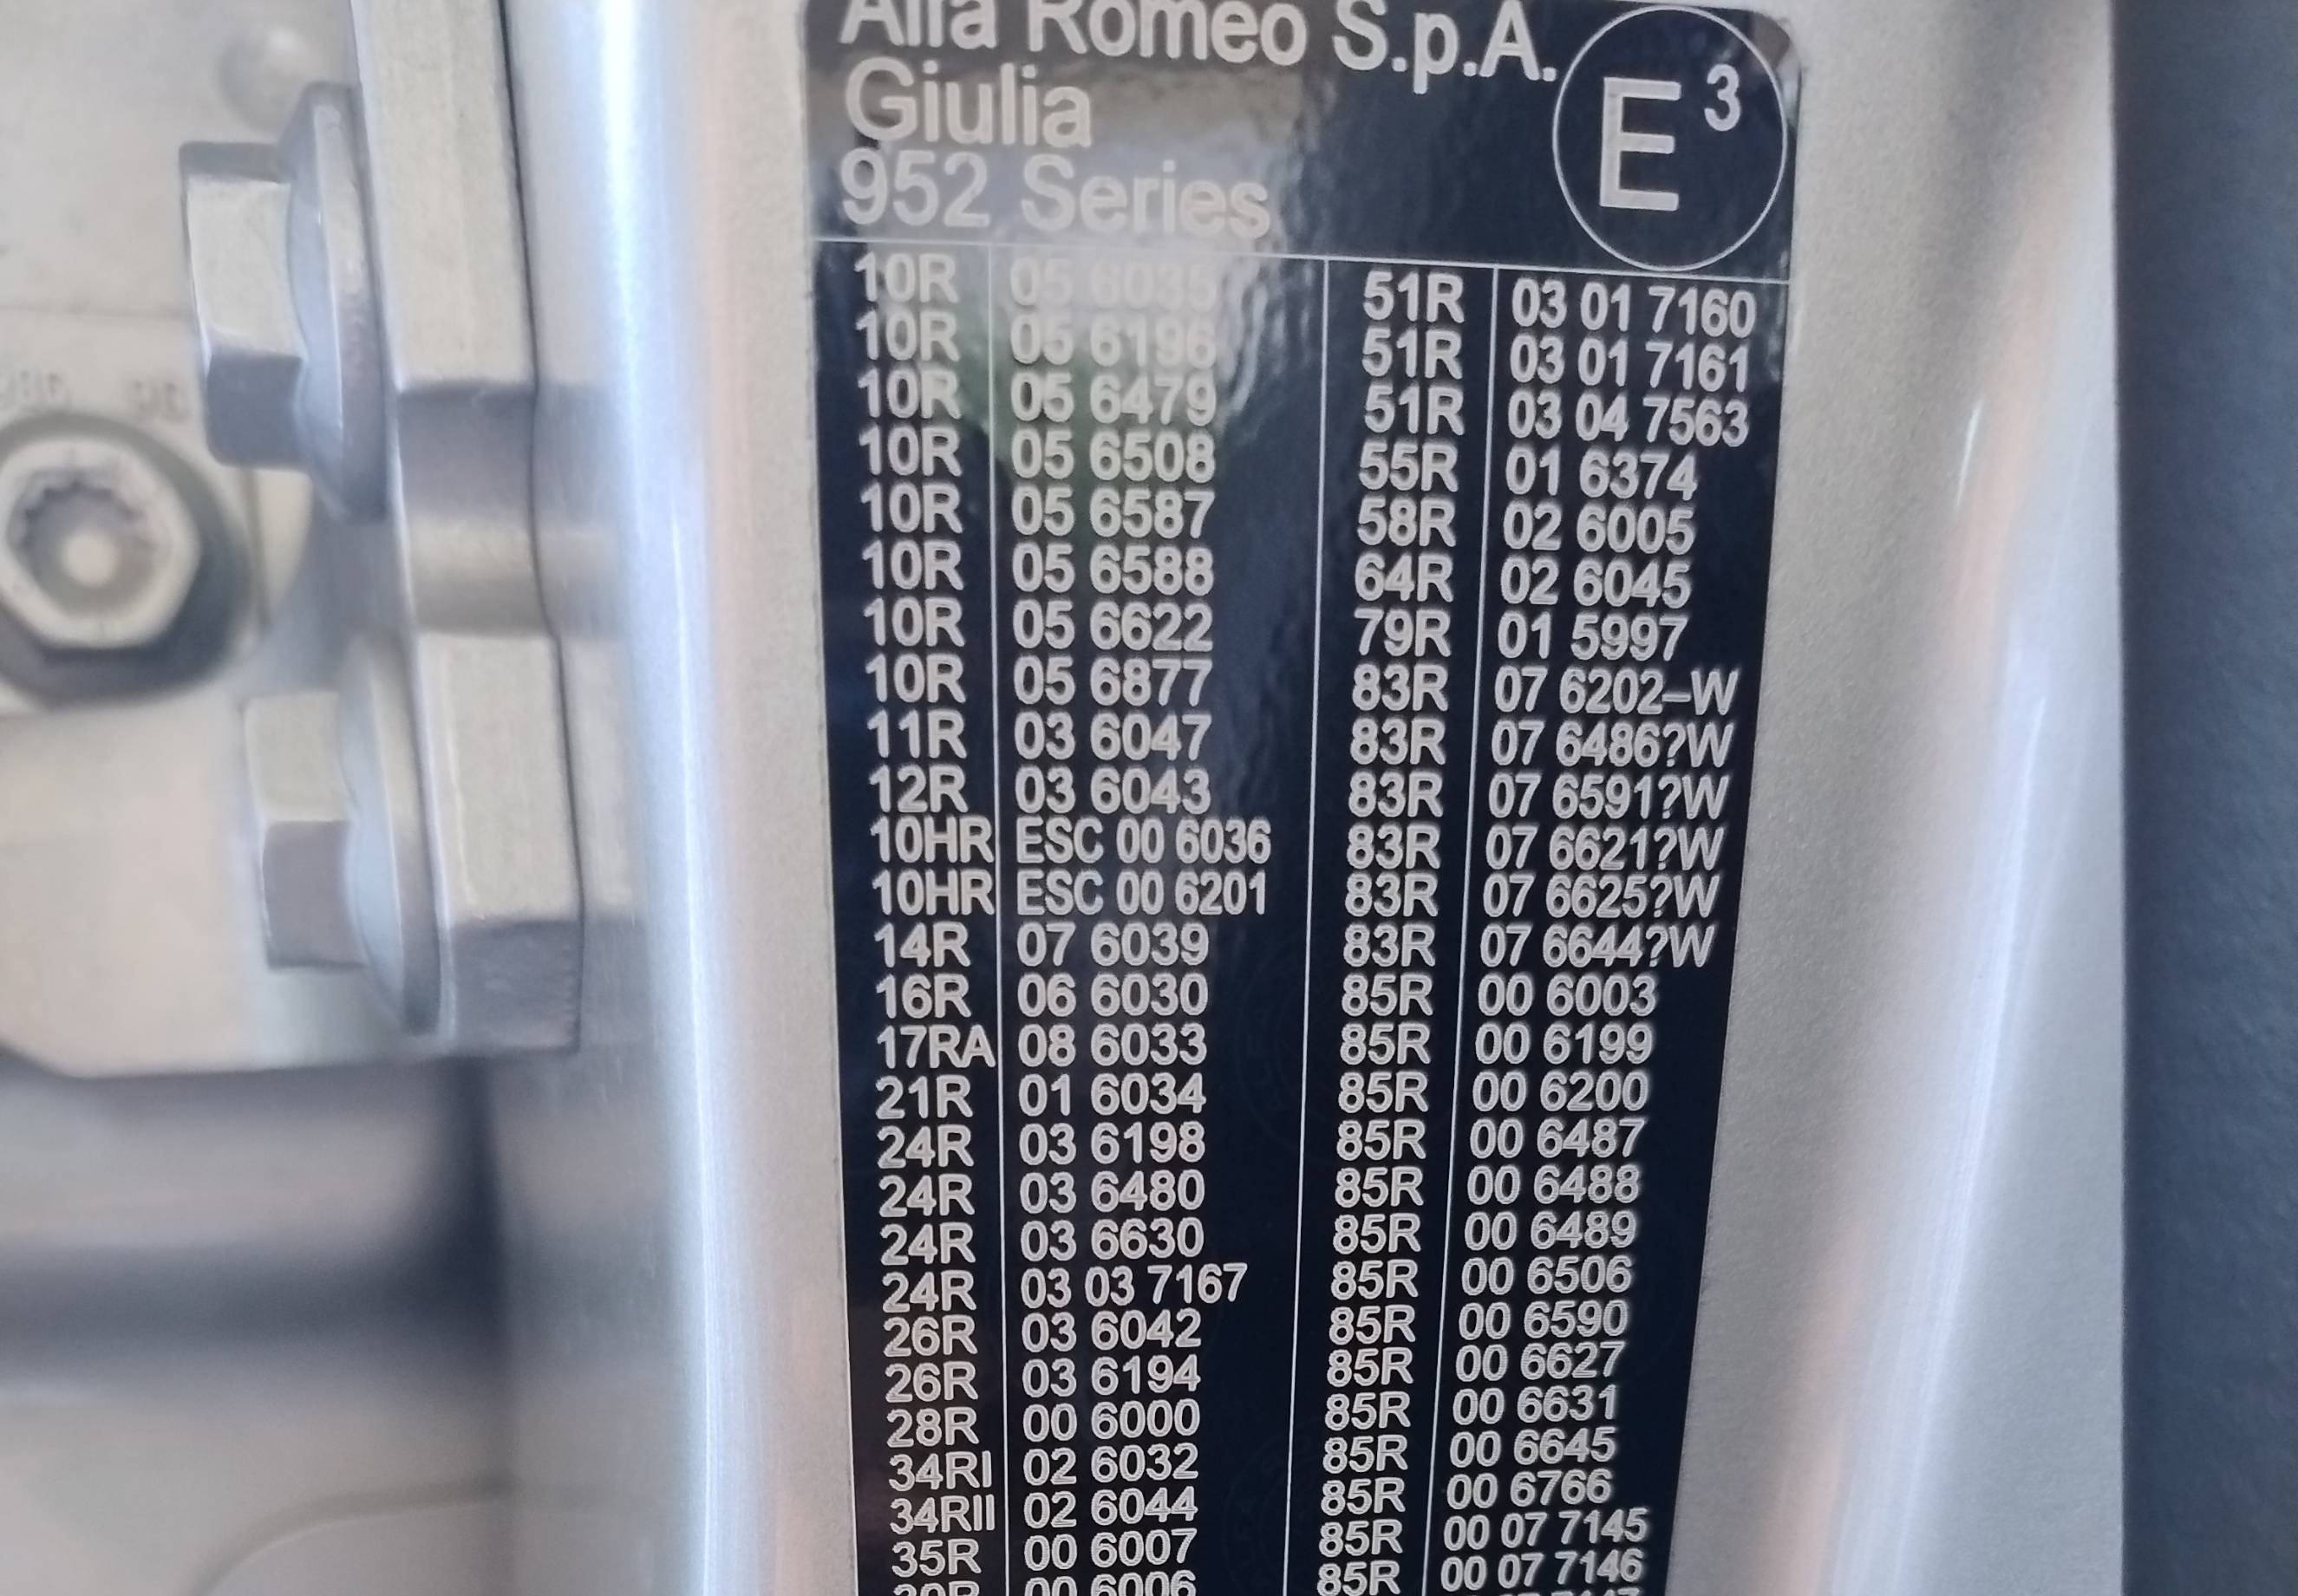 Alfa Romeo S.p.A.
Giulia
952 Series
E 3
10R 05 6035 51R 03 01 7160
10R 05 6196 51R 03 01 7161
10R 05 6479 51R 03 04 7563
10R 05 6508 55R 01 6374
10R 05 6587 58R 02 6005
10R 05 6588 64R 02 6045
10R 05 6622 79R 01 5997
10R 05 6877 83R 07 6202–W
11R 03 6047 83R 07 6486?W
12R 03 6043 83R 07 6591?W
10HR ESC 00 6036 83R 07 6621?W
10HR ESC 00 6201 83R 07 6625?W
14R 07 6039 83R 07 6644?W
16R 06 6030 85R 00 6003
17RA 08 6033 85R 00 6199
21R 01 6034 85R 00 6200
24R 03 6198 85R 00 6487
24R 03 6480 85R 00 6488
24R 03 6630 85R 00 6489
24R 03 03 7167 85R 00 6506
26R 03 6042 85R 00 6590
26R 03 6194 85R 00 6627
28R 00 6000 85R 00 6631
34RI 02 6032 85R 00 6645
34RII 02 6044 85R 00 6766
35R 00 6007 85R 00 07 7145
00 6006 85R 00 07 7146